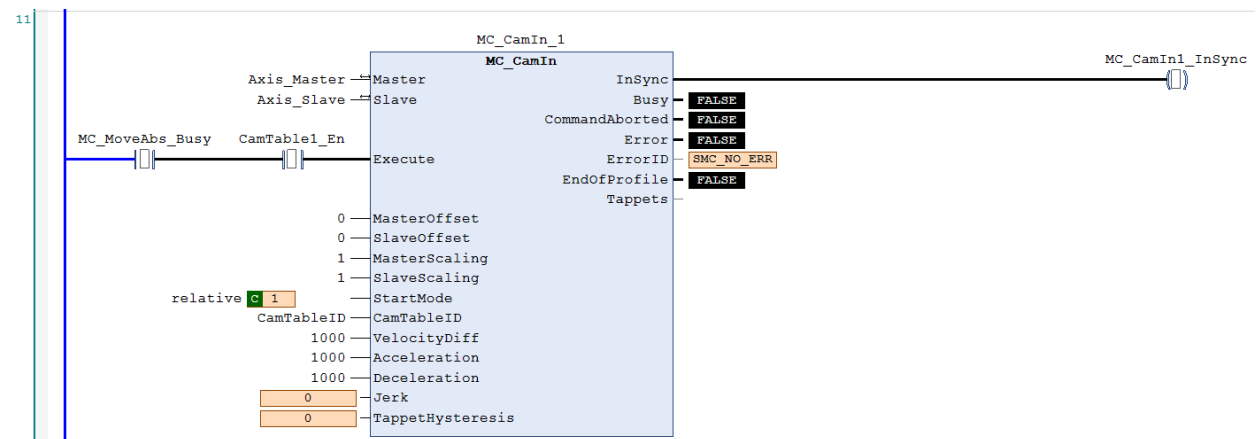 11
MC_CamIn_1
MC_CamIn
MC_CamIn1_InSync
Axis_Master Master InSync
Axis_Slave Slave Busy FALSE
CommandAborted FALSE
MC_MoveAbs_Busy CamTable1_En Error FALSE
Execute ErrorID SMC_NO_ERR
EndOfProfile FALSE
Tappets
0 MasterOffset
0 SlaveOffset
1 MasterScaling
1 SlaveScaling
relative C 1 StartMode
CamTableID CamTableID
1000 VelocityDiff
1000 Acceleration
1000 Deceleration
0 Jerk
0 TappetHysteresis